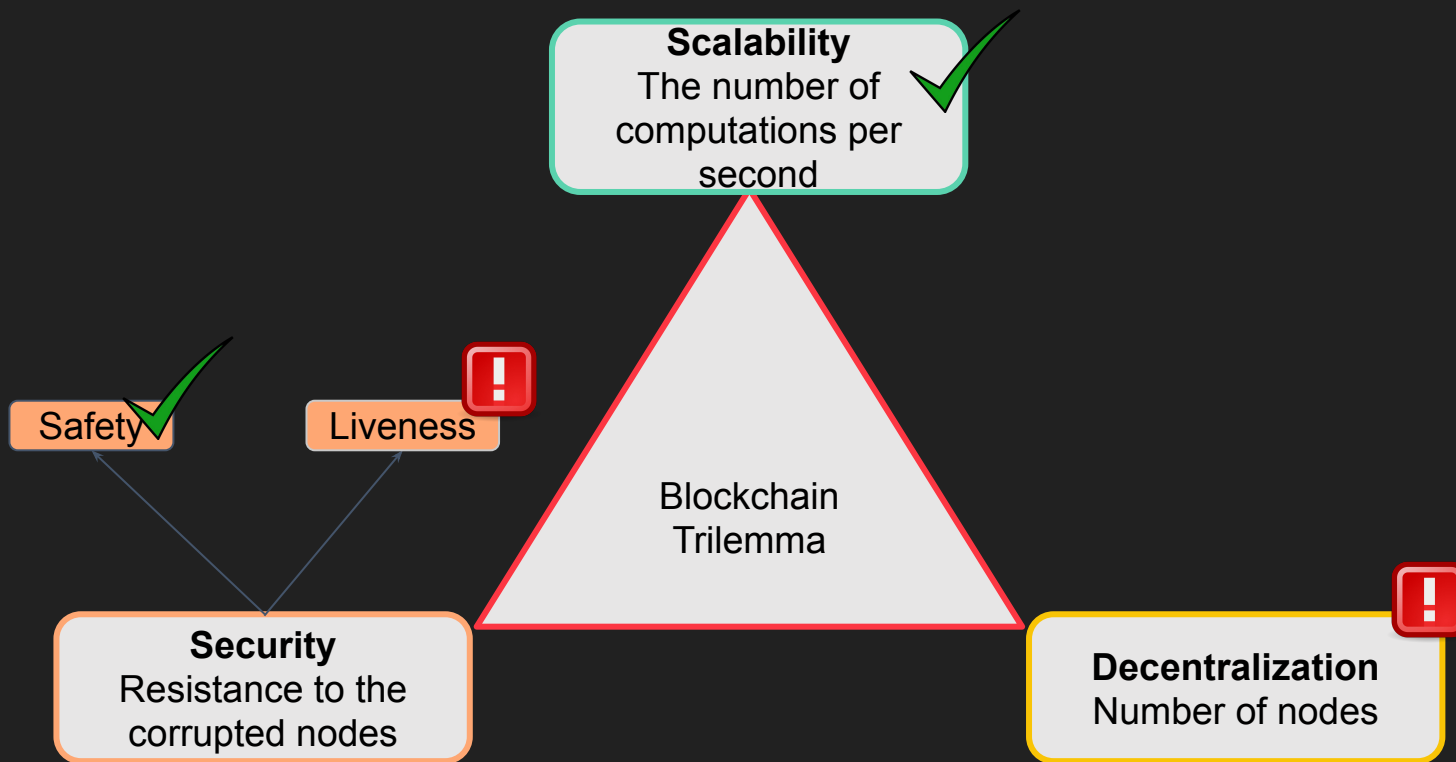 Scalability
The number of
computations per
second
Safety
Liveness
Blockchain
Trilemma
Security
Resistance to the
corrupted nodes
Decentralization
Number of nodes